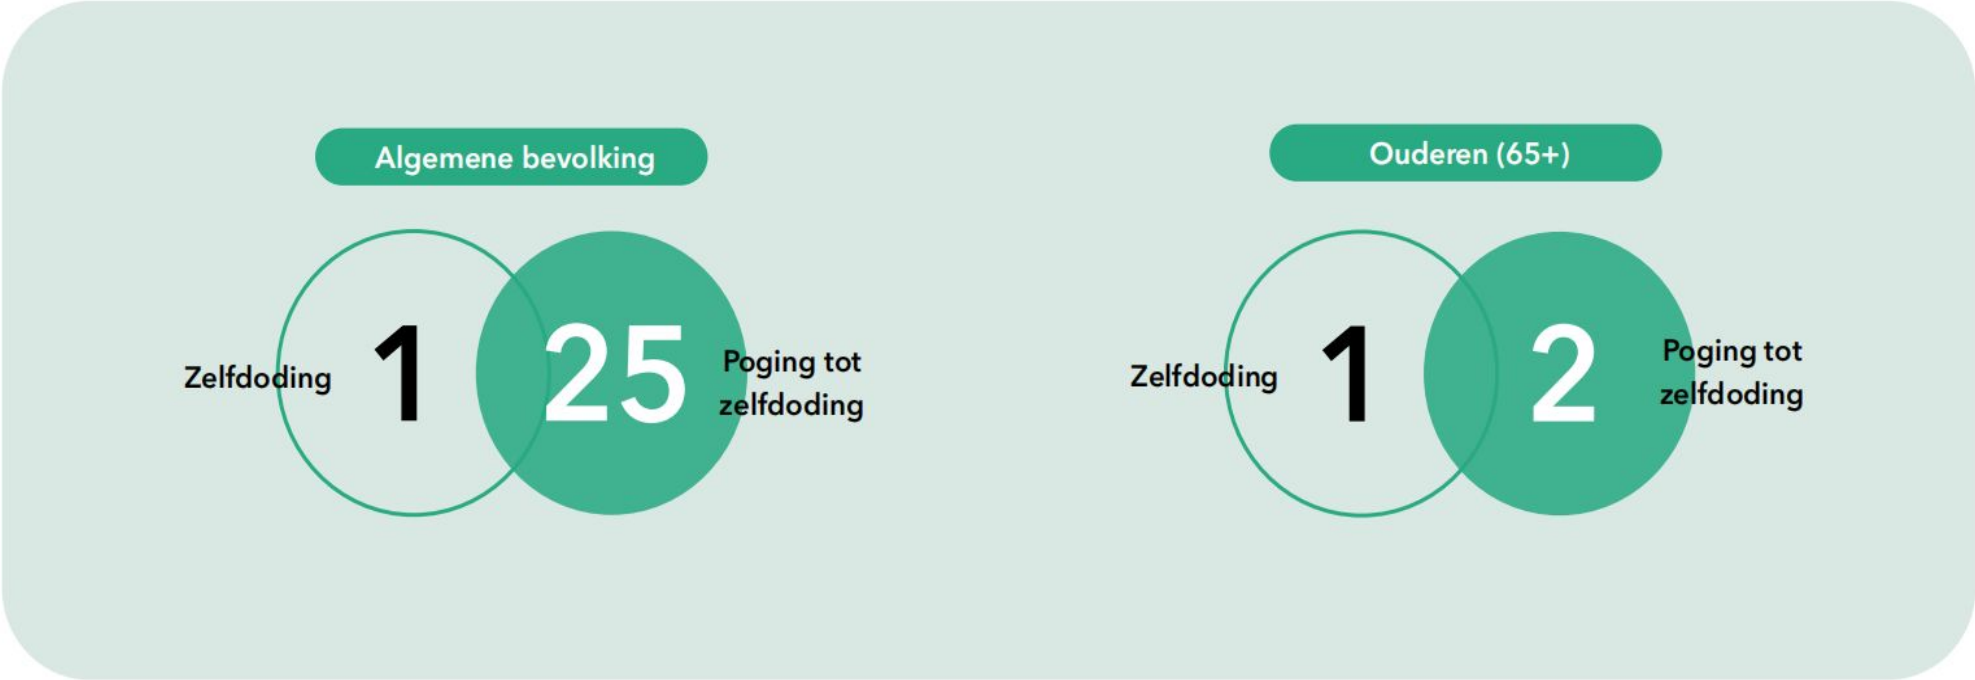 Algemene bevolking
Zelfdoding
1
25
Poging tot
zelfdoding
Ouderen (65+)
Zelfdoding
1
2
Poging tot
zelfdoding